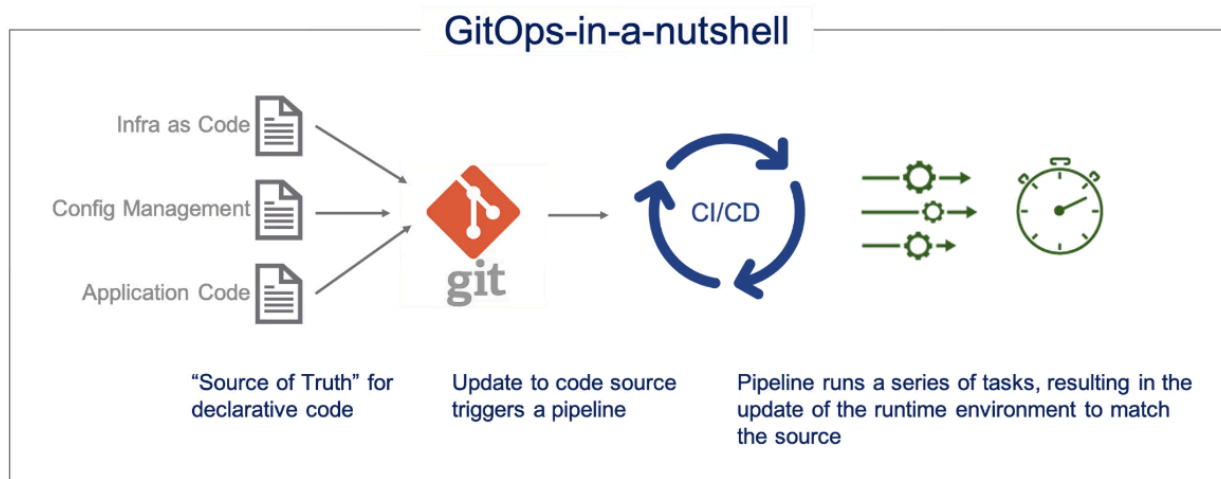 GitOps-in-a-nutshell
Infra as Code
Config Management
Application Code
git
CI/CD
“Source of Truth” for
declarative code
Update to code source
triggers a pipeline
Pipeline runs a series of tasks, resulting in the
update of the runtime environment to match
the source